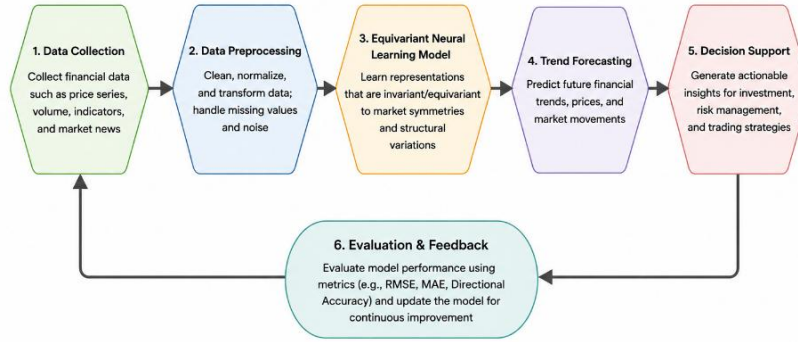 1. Data Collection
Collect financial data
such as price series,
volume, indicators,
and market news
2. Data Preprocessing
Clean, normalize,
and transform data;
handle missing values
and noise
3. Equivariant Neural
Learning Model
Learn representations
that are invariant/equivariant
to market symmetries
and structural
variations
4. Trend Forecasting
Predict future financial
trends, prices, and
market movements
5. Decision Support
Generate actionable
insights for investment,
risk management,
and trading strategies
6. Evaluation & Feedback
Evaluate model performance using
metrics (e.g., RMSE, MAE, Directional
Accuracy) and update the model for
continuous improvement